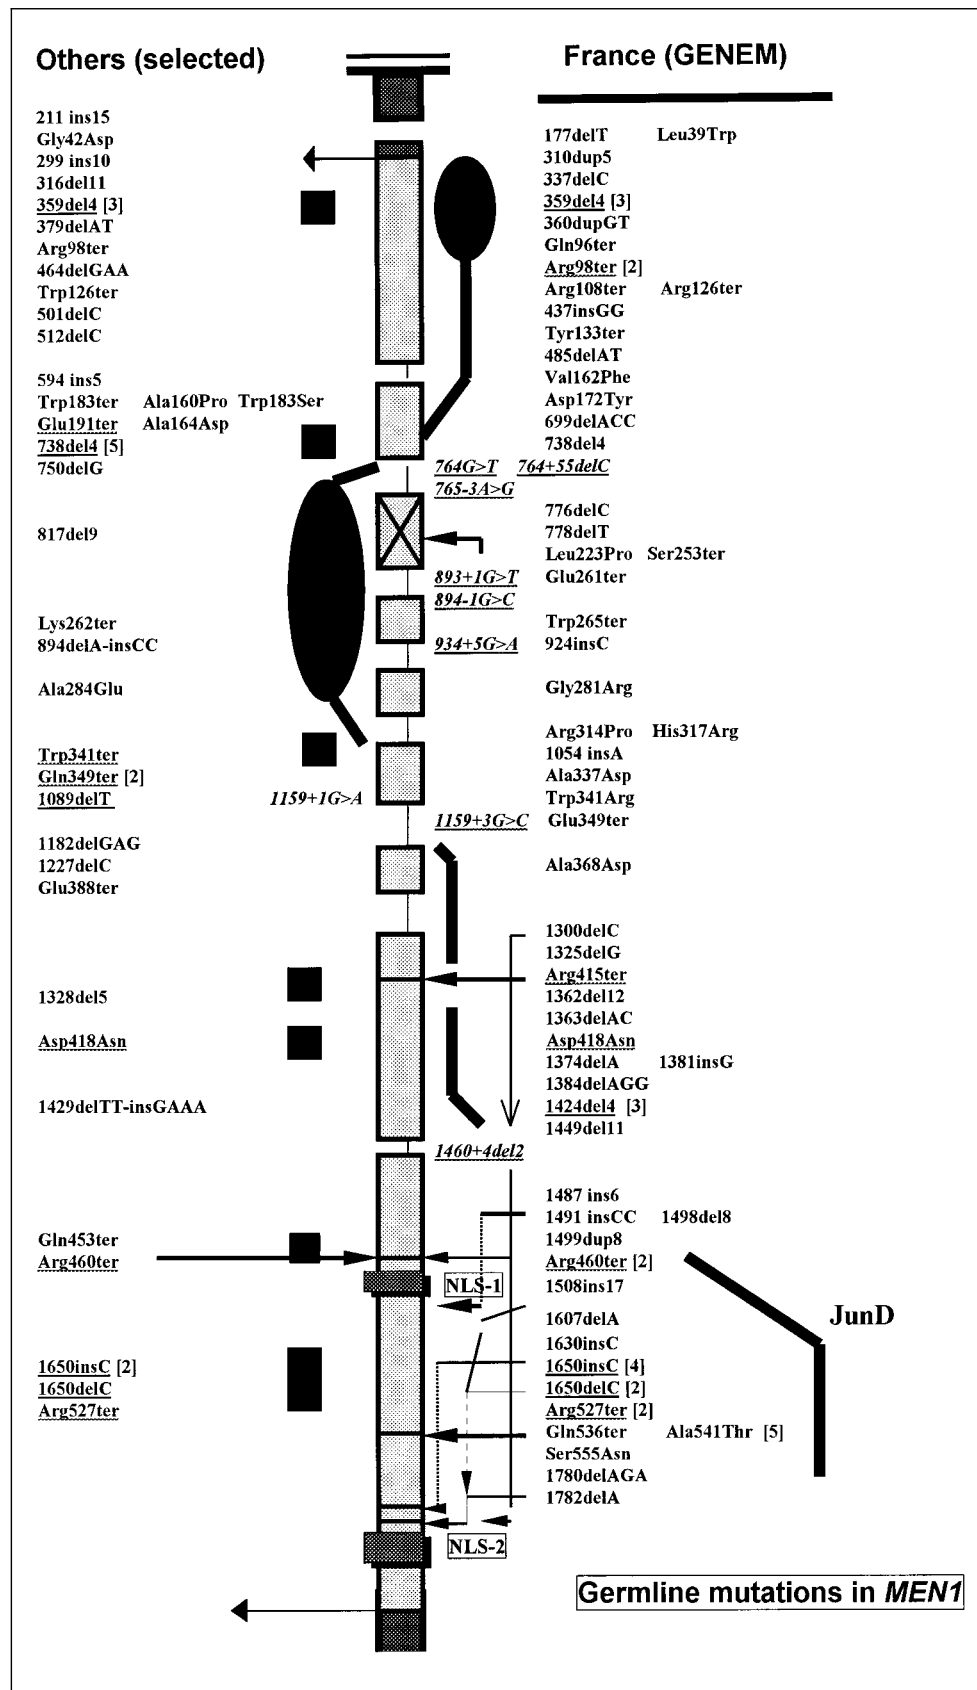 Others (selected)
211 ins15
Gly42Asp
299 ins10
316del11
359del4 [3]
379delAT
Arg98ter
464delGAA
Trp126ter
501delC
512delC
594 ins5
Trp183ter Ala160Pro Trp183Ser
Glu191ter Ala164Asp
738del4 [5]
750delG
817del9
Lys262ter
894delA-insCC
Ala284Glu
Trp341ter
Gln349ter [2]
1089delT
1182delGAG
1227delC
Glu388ter
1328del5
Asp418Asn
1429delTT-insGAAA
Gln453ter
Arg460ter
1650insC [2]
1650delC
Arg527ter
764G>T 764+55delC
765-3A>G
893+1G>T
894-1G>C
934+5G>A
1159+1G>A
1159+3G>C
1460+4del2
NLS-1
NLS-2
France (GENEM)
177delT Leu39Trp
310dup5
337delC
359del4 [3]
360dupGT
Gln96ter
Arg98ter [2]
Arg108ter Arg126ter
437insGG
Tyr133ter
485delAT
Val162Phe
Asp172Tyr
699delACC
738del4
776delC
778delT
Leu223Pro Ser253ter
Glu261ter
Trp265ter
924insC
Gly281Arg
Arg314Pro His317Arg
1054 insA
Ala337Asp
Trp341Arg
Glu349ter
Ala368Asp
1300delC
1325delG
Arg415ter
1362del12
1363delAC
Asp418Asn
1374delA 1381insG
1384delAGG
1424del4 [3]
1449del11
1487 ins6
1491 insCC 1498del8
1499dup8
Arg460ter [2]
1508ins17
1607delA
1630insC
1650insC [4]
1650delC [2]
Arg527ter [2]
Gln536ter Ala541Thr [5]
Ser555Asn
1780delAGA
1782delA
JunD
Germline mutations in MEN1